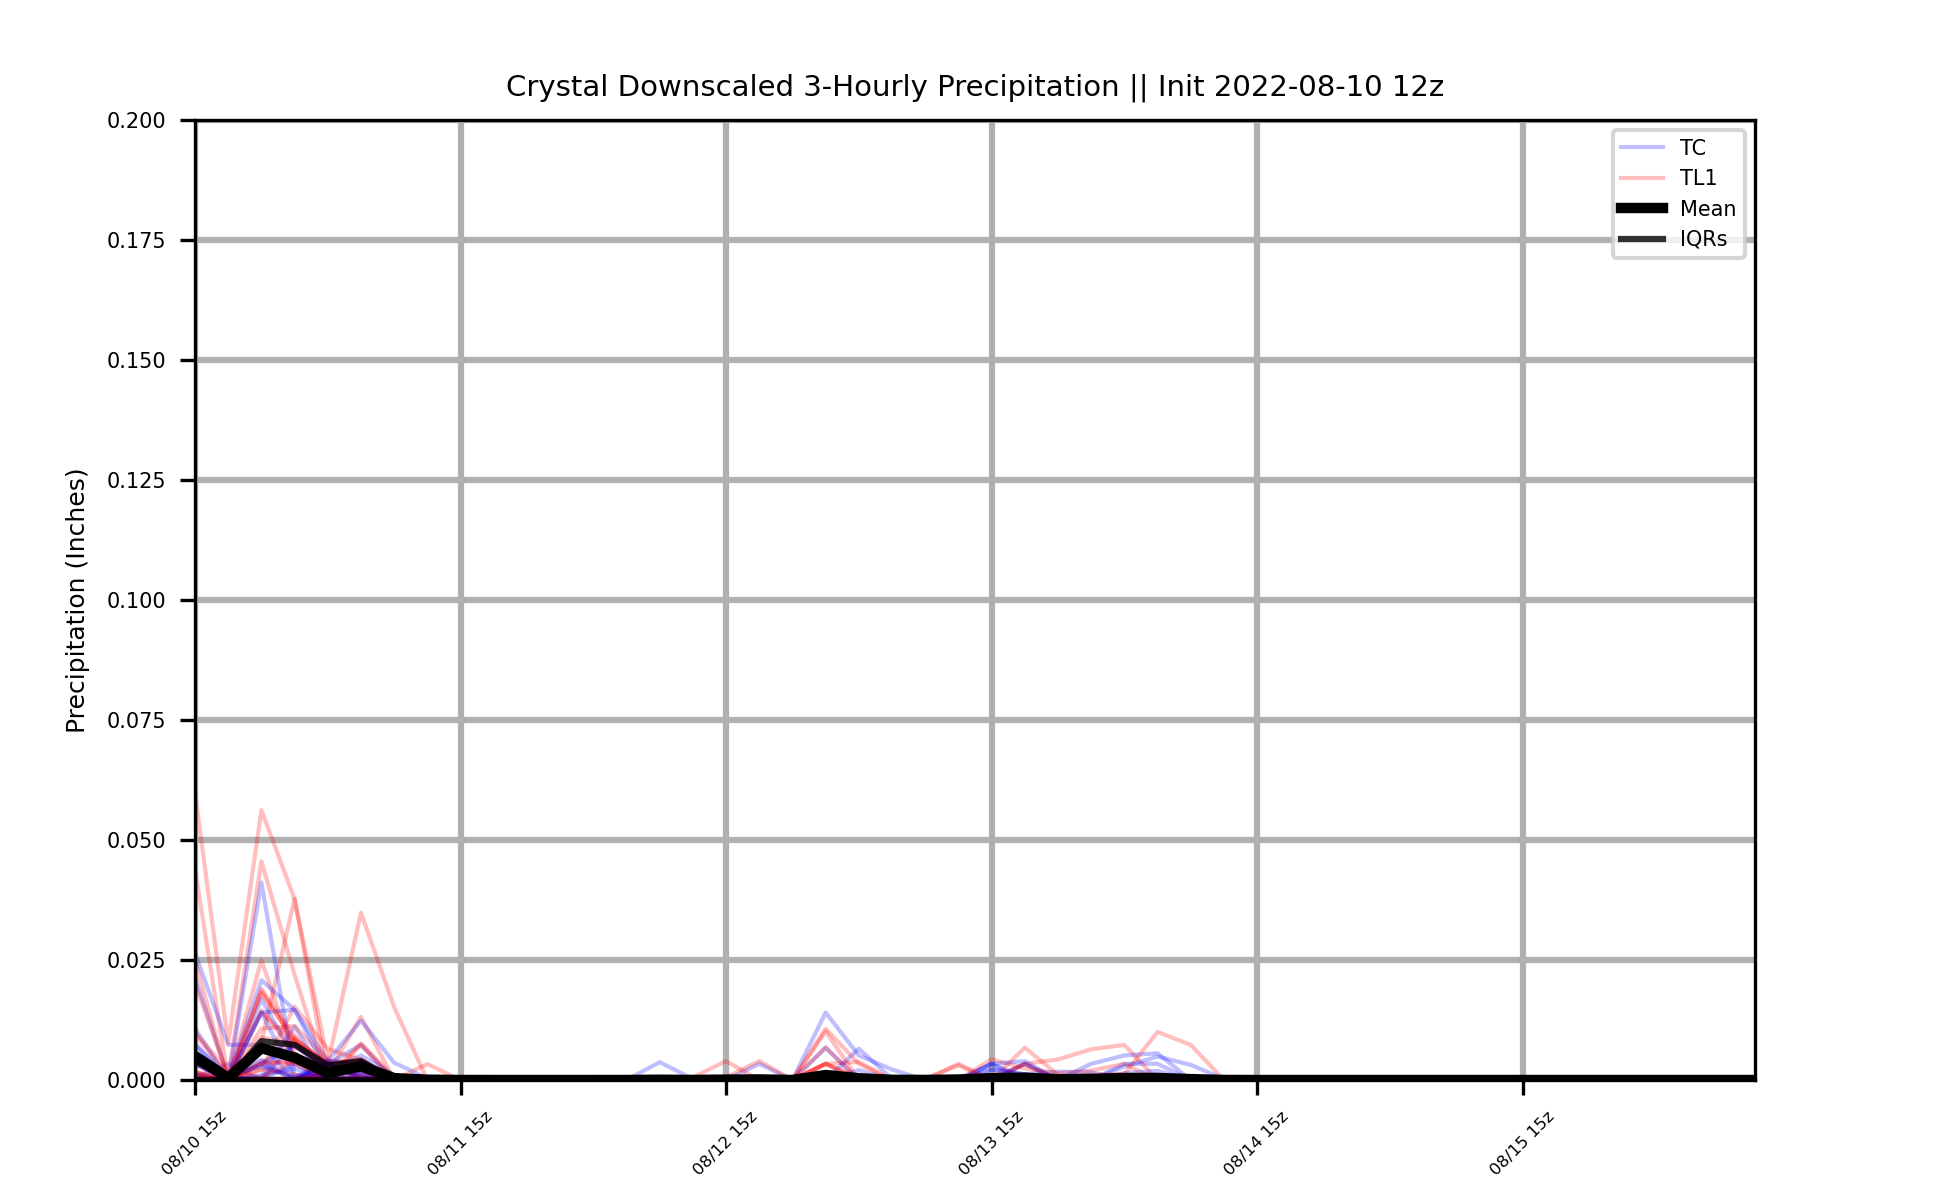 Crystal Downscaled 3-Hourly Precipitation || Init 2022-08-10 12z
0.200
0.175
0.150
0.125
0.100
0.075
0.050
0.025
0.000
Precipitation (Inches)
TC
TL1
Mean
IQRs
08/10 15z
08/11 15z
08/12 15z
08/13 15z
08/14 15z
08/15 15z